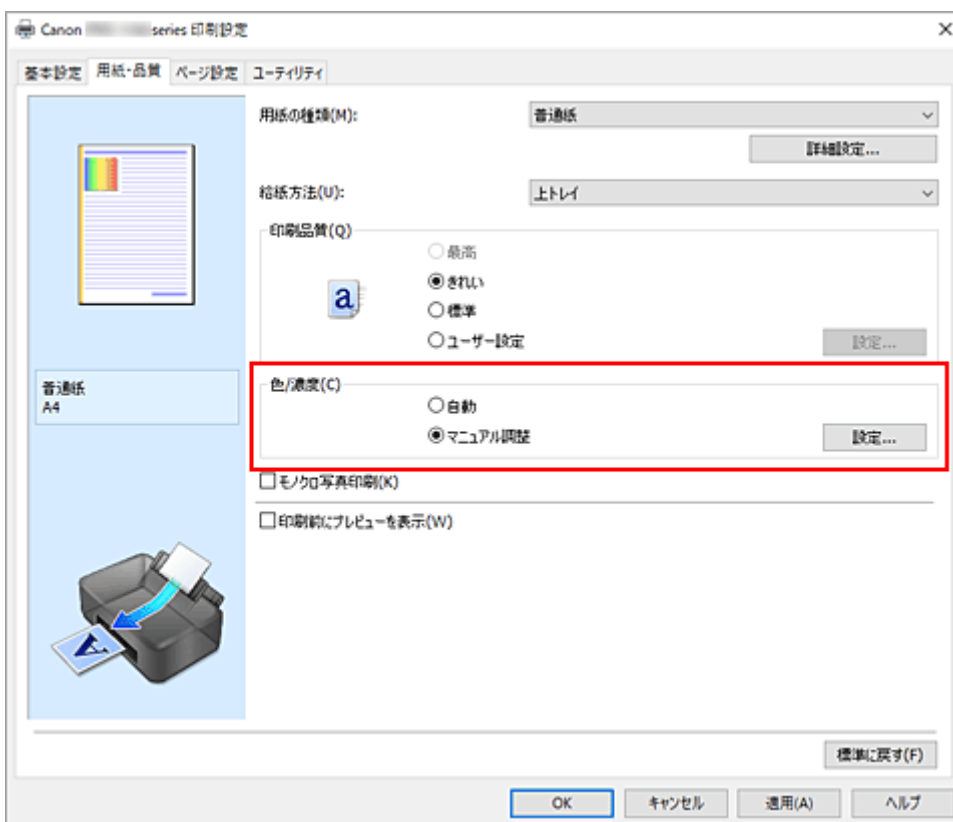 Canon series 印刷設定
基本設定 用紙・品質 ページ設定 ユーティリティ
用紙の種類(M): 普通紙
詳細設定...
給紙方法(U): 上トレイ
印刷品質(Q)
最高
a
きれい
標準
ユーザー設定 設定...
普通紙
A4
色/濃度(C)
自動
マニュアル調整 設定...
モノクロ写真印刷(K)
印刷前にプレビューを表示(W)
A
標準に戻す(F)
OK キャンセル 適用(A) ヘルプ